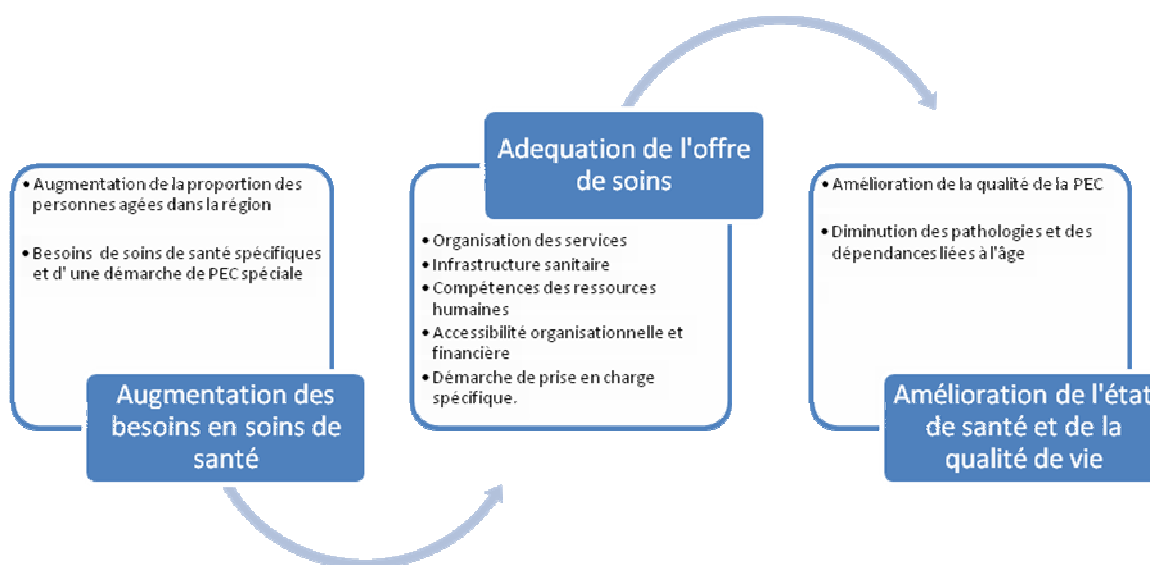 • Augmentation de la proportion des
personnes agées dans la région
• Besoins de soins de santé spécifiques
et d' une démarche de PEC spéciale
Augmentation des
besoins en soins de
santé
Adequation de l'offre
de soins
• Organisation des services
• Infrastructure sanitaire
• Compétences des ressources
humaines
• Accessibilité organisationnelle et
financière
• Démarche de prise en charge
spécifique.
• Amélioration de la qualité de la PEC
• Diminution des pathologies et des
dépendances liées à l'âge
Amélioration de l'état
de santé et de la
qualité de vie